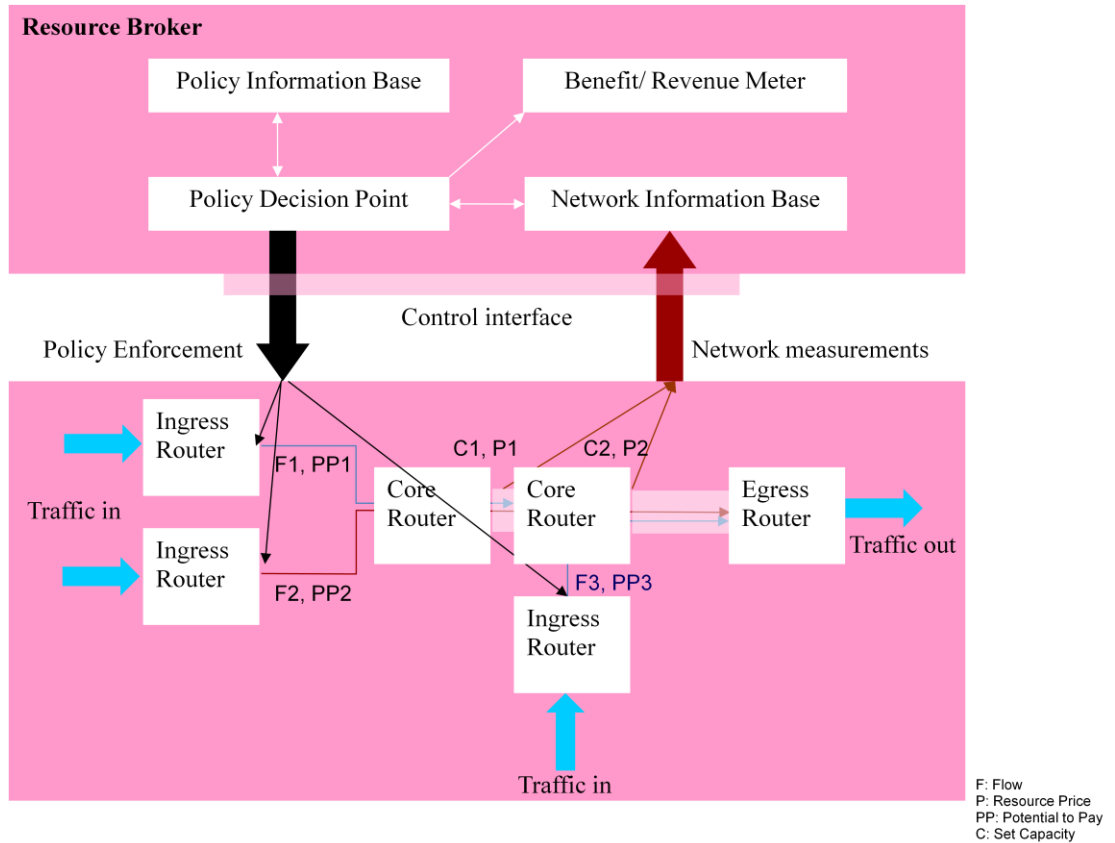 Resource Broker
Policy Information Base
Benefit/ Revenue Meter
Policy Decision Point
Network Information Base
Control interface
Policy Enforcement
Network measurements
Ingress
Router
F1, PP1
C1, P1
C2, P2
Traffic in
Core
Router
Core
Router
Egress
Router
Traffic out
Ingress
Router
F2, PP2
F3, PP3
Ingress
Router
Traffic in
F: Flow
P: Resource Price
PP: Potential to Pay
C: Set Capacity